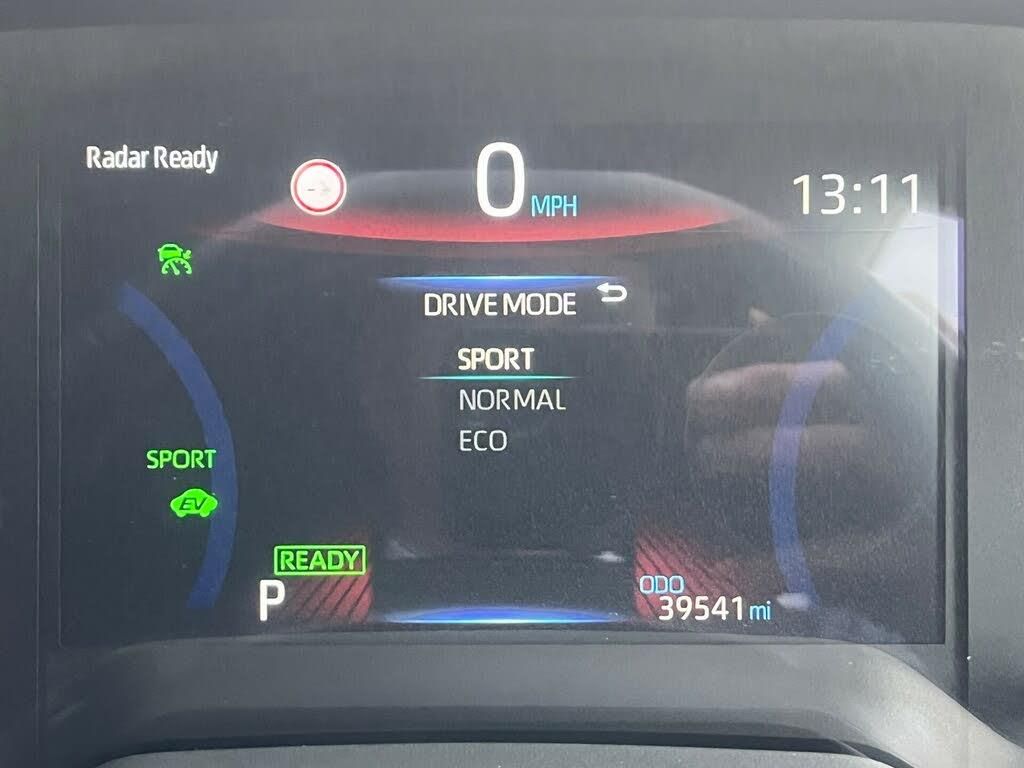 Radar Ready
0 MPH
13:11
DRIVE MODE
SPORT
NORMAL
ECO
SPORT
EV
READY
P
ODO
39541 mi